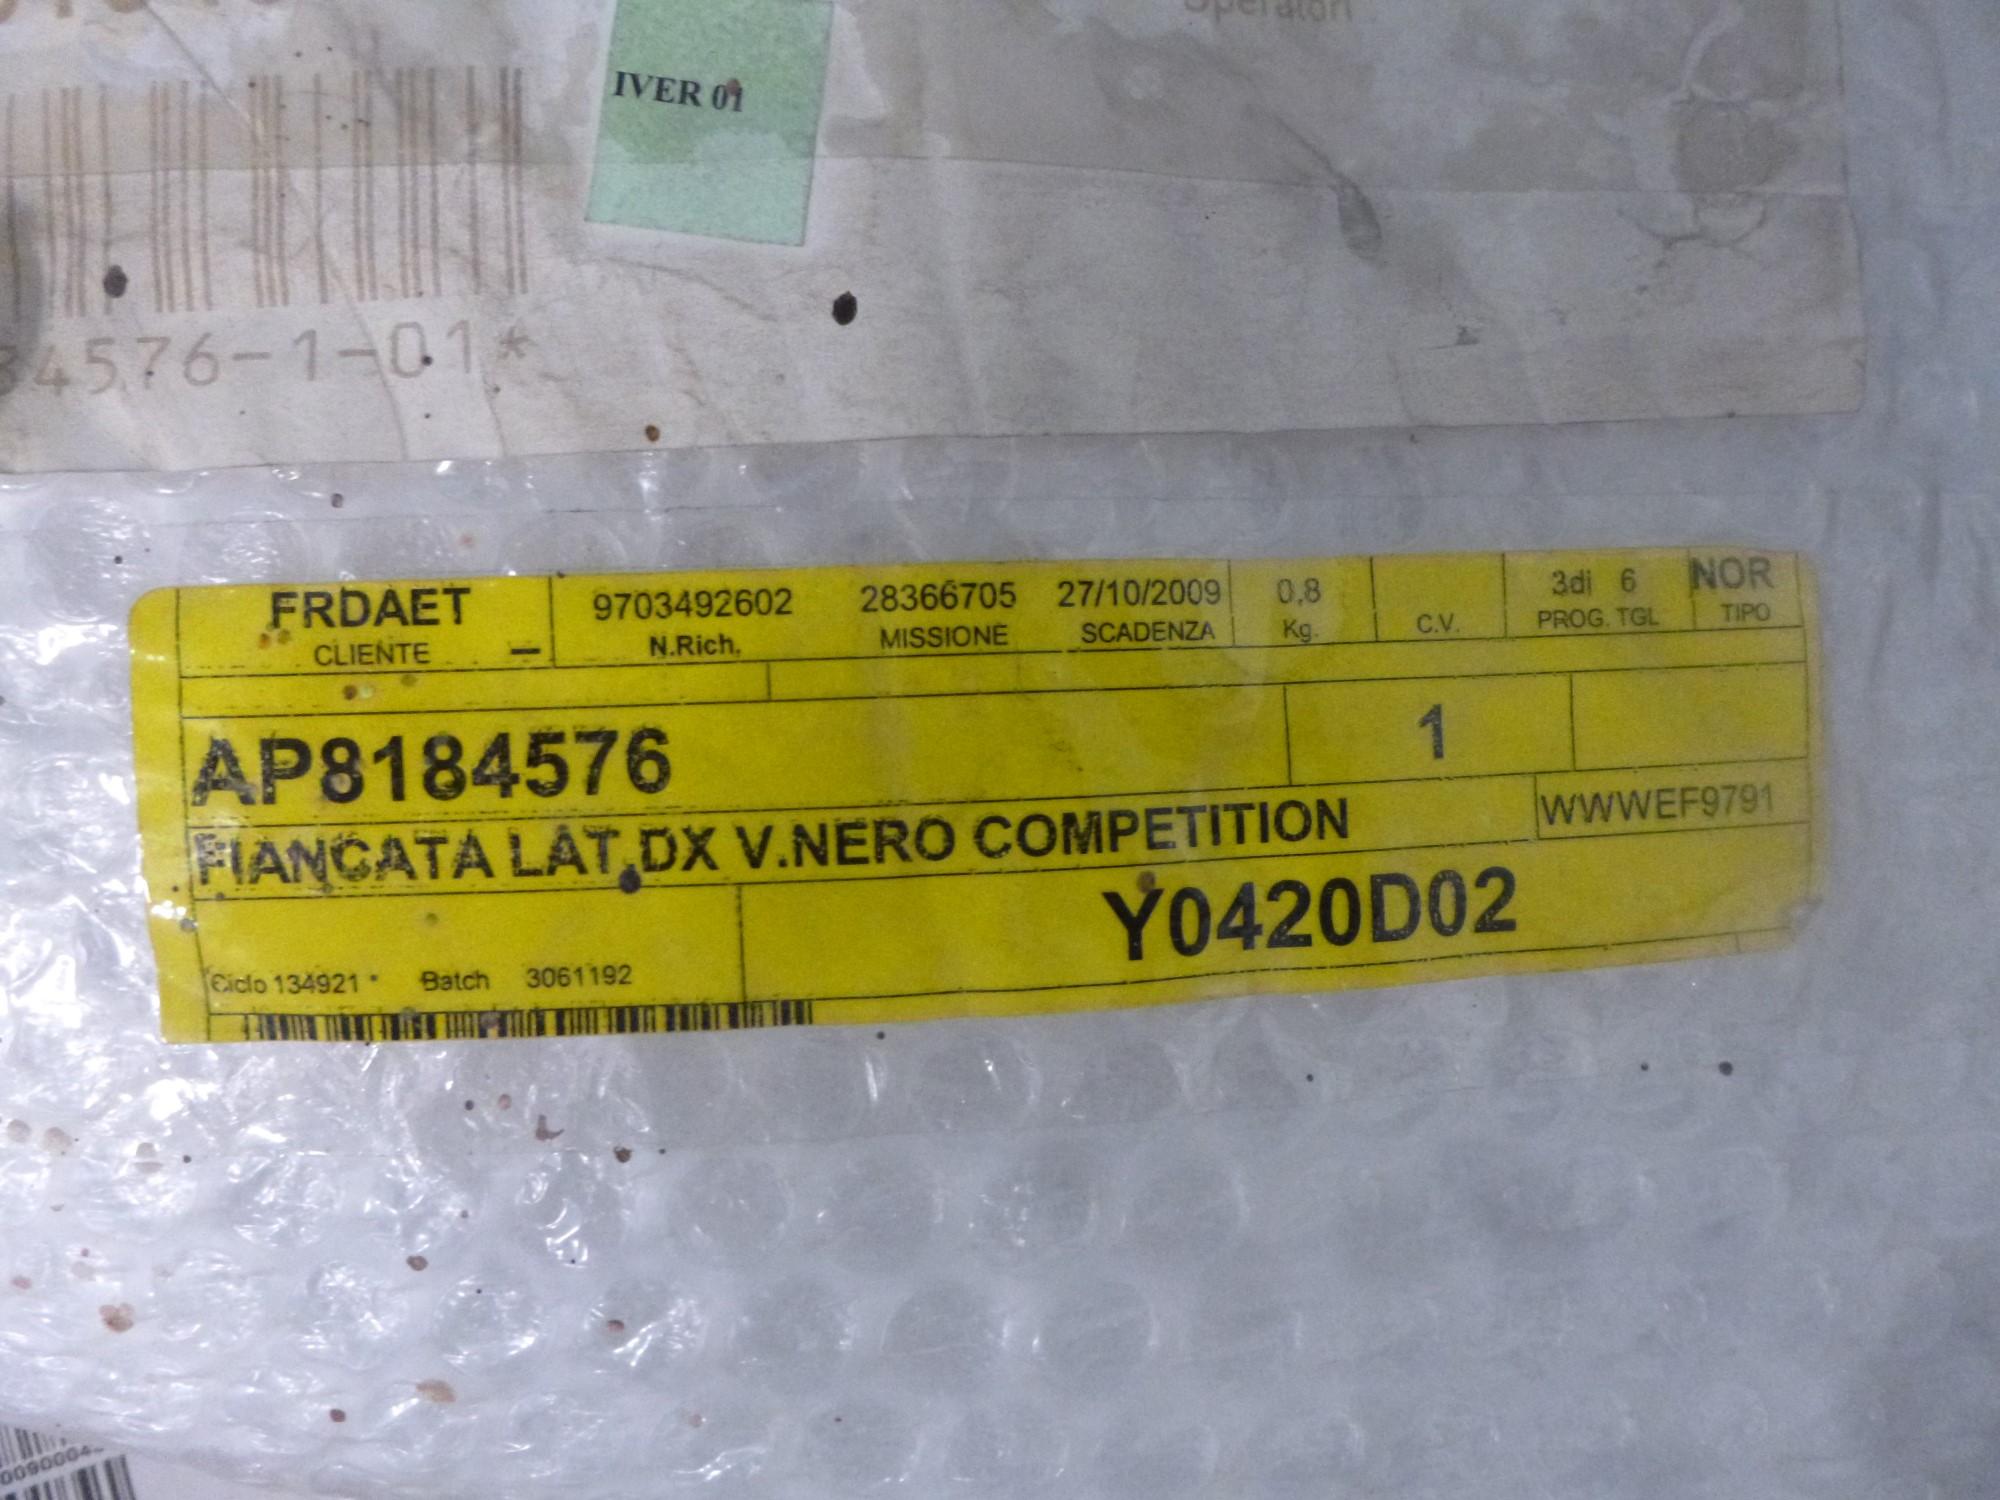 IVER 01
4576-1-01*
FRDAET 9703492602 28366705 27/10/2009 0,8 3di 6 NOR
CLIENTE – N.Rich. MISSIONE SCADENZA Kg. C.V. PROG. TGL TIPO
AP8184576 1
FIANCATA LAT.DX V.NERO COMPETITION WWWEF9791
Y0420D02
Ciclo 134921 * Batch 3061192